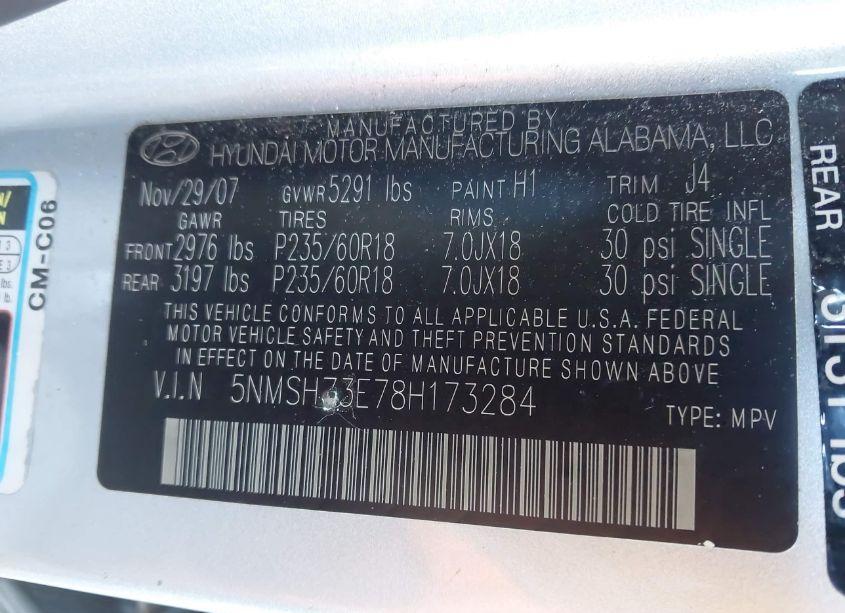 MANUFACTURED BY
HYUNDAI MOTOR MANUFACTURING ALABAMA, LLC
Nov/29/07 GVWR 5291 lbs PAINT H1 TRIM J4
GAWR TIRES RIMS COLD TIRE INFL
FRONT 2976 lbs P235/60R18 7.0JX18 30 psi SINGLE
REAR 3197 lbs P235/60R18 7.0JX18 30 psi SINGLE
THIS VEHICLE CONFORMS TO ALL APPLICABLE U.S.A. FEDERAL
MOTOR VEHICLE SAFETY AND THEFT PREVENTION STANDARDS
IN EFFECT ON THE DATE OF MANUFACTURE SHOWN ABOVE
V.I.N 5NMSH73E78H173284
TYPE: MPV
CM-C06
REAR